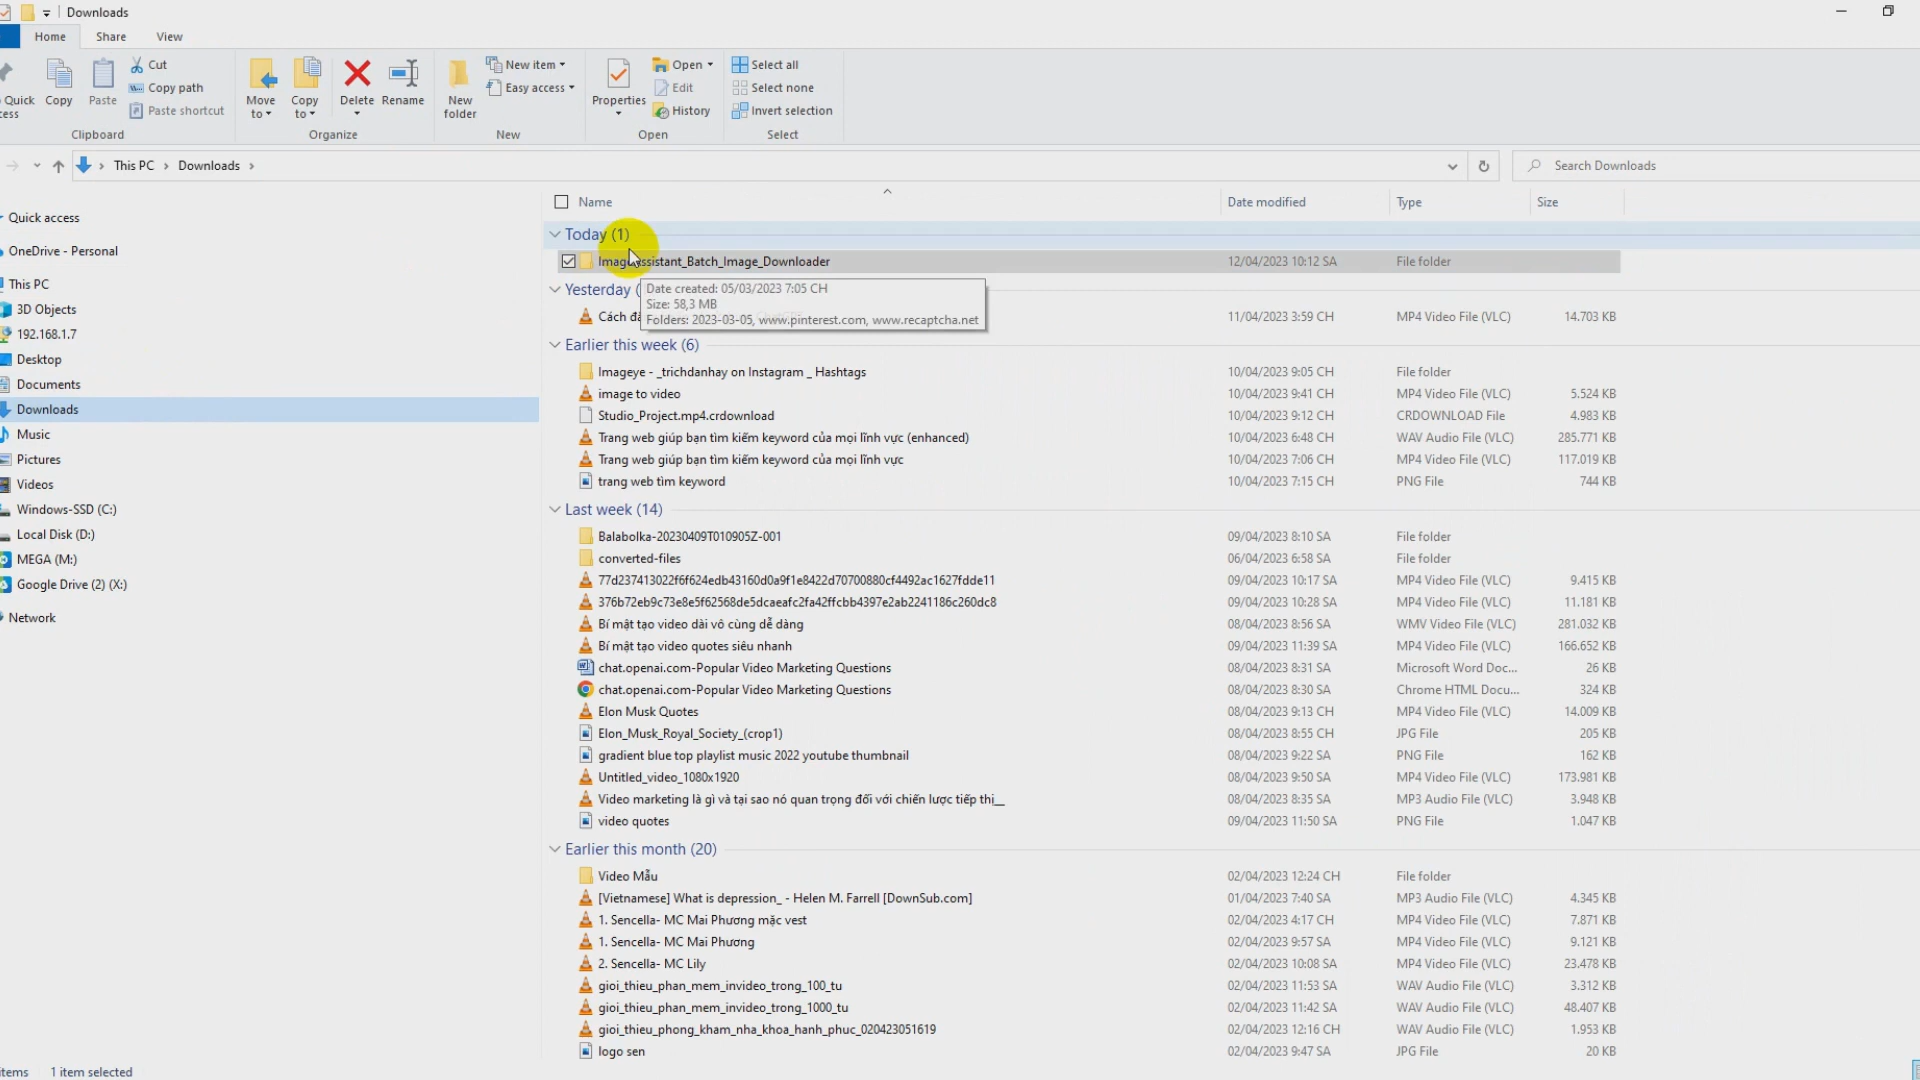 Downloads
Home Share View
Quick
cess
Copy
Paste
Cut
Copy path
Paste shortcut
Clipboard
Move
to
Copy
to
Delete
Rename
Organize
New
folder
New item
Easy access
New
Properties
Open
Edit
History
Open
Select all
Select none
Invert selection
Select
This PC Downloads
Search Downloads
Quick access
OneDrive - Personal
This PC
3D Objects
192.168.1.7
Desktop
Documents
Downloads
Music
Pictures
Videos
Windows-SSD (C:)
Local Disk (D:)
MEGA (M:)
Google Drive (2) (X:)
Network
Name Date modified Type Size
Today (1)
ImageAssistant_Batch_Image_Downloader 12/04/2023 10:12 SA File folder
Date created: 05/03/2023 7:05 CH
Size: 58,3 MB
Folders: 2023-03-05, www.pinterest.com, www.recaptcha.net
Yesterday (
Cách đă 11/04/2023 3:59 CH MP4 Video File (VLC) 14.703 KB
Earlier this week (6)
Imageye - _trichdanhay on Instagram _ Hashtags 10/04/2023 9:05 CH File folder
image to video 10/04/2023 9:41 CH MP4 Video File (VLC) 5.524 KB
Studio_Project.mp4.crdownload 10/04/2023 9:12 CH CRDOWNLOAD File 4.983 KB
Trang web giúp bạn tìm kiếm keyword của mọi lĩnh vực (enhanced) 10/04/2023 6:48 CH WAV Audio File (VLC) 285.771 KB
Trang web giúp bạn tìm kiếm keyword của mọi lĩnh vực 10/04/2023 7:06 CH MP4 Video File (VLC) 117.019 KB
trang web tìm keyword 10/04/2023 7:15 CH PNG File 744 KB
Last week (14)
Balabolka-20230409T010905Z-001 09/04/2023 8:10 SA File folder
converted-files 06/04/2023 6:58 SA File folder
77d237413022f6f624edb43160d0a9f1e8422d70700880cf4492ac1627fdde11 09/04/2023 10:17 SA MP4 Video File (VLC) 9.415 KB
376b72eb9c73e8e5f62568de5dcaeafc2fa42ffcbb4397e2ab2241186c260dc8 09/04/2023 10:28 SA MP4 Video File (VLC) 11.181 KB
Bí mật tạo video dài vô cùng dễ dàng 08/04/2023 8:56 SA WMV Video File (VLC) 281.032 KB
Bí mật tạo video quotes siêu nhanh 09/04/2023 11:39 SA MP4 Video File (VLC) 166.652 KB
chat.openai.com-Popular Video Marketing Questions 08/04/2023 8:31 SA Microsoft Word Doc... 26 KB
chat.openai.com-Popular Video Marketing Questions 08/04/2023 8:30 SA Chrome HTML Docu... 324 KB
Elon Musk Quotes 08/04/2023 9:13 CH MP4 Video File (VLC) 14.009 KB
Elon_Musk_Royal_Society_(crop1) 08/04/2023 8:55 CH JPG File 205 KB
gradient blue top playlist music 2022 youtube thumbnail 08/04/2023 9:22 SA PNG File 162 KB
Untitled_video_1080x1920 08/04/2023 9:50 SA MP4 Video File (VLC) 173.981 KB
Video marketing là gì và tại sao nó quan trọng đối với chiến lược tiếp thị__ 08/04/2023 8:35 SA MP3 Audio File (VLC) 3.948 KB
video quotes 09/04/2023 11:50 SA PNG File 1.047 KB
Earlier this month (20)
Video Mẫu 02/04/2023 12:24 CH File folder
[Vietnamese] What is depression_ - Helen M. Farrell [DownSub.com] 01/04/2023 7:40 SA MP3 Audio File (VLC) 4.345 KB
1. Sencella- MC Mai Phương mặc vest 02/04/2023 4:17 CH MP4 Video File (VLC) 7.871 KB
1. Sencella- MC Mai Phương 02/04/2023 9:57 SA MP4 Video File (VLC) 9.121 KB
2. Sencella- MC Lily 02/04/2023 10:08 SA MP4 Video File (VLC) 23.478 KB
gioi_thieu_phan_mem_invideo_trong_100_tu 02/04/2023 11:53 SA WAV Audio File (VLC) 3.312 KB
gioi_thieu_phan_mem_invideo_trong_1000_tu 02/04/2023 11:42 SA WAV Audio File (VLC) 48.407 KB
gioi_thieu_phong_kham_nha_khoa_hanh_phuc_020423051619 02/04/2023 12:16 CH WAV Audio File (VLC) 1.953 KB
logo sen 02/04/2023 9:47 SA JPG File 20 KB
items 1 item selected